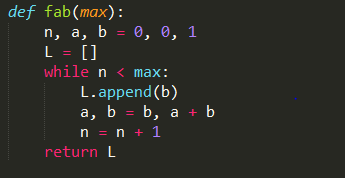 def fab(max):
    n, a, b = 0, 0, 1
    L = []
    while n < max:
        L.append(b)
        a, b = b, a + b
        n = n + 1
    return L